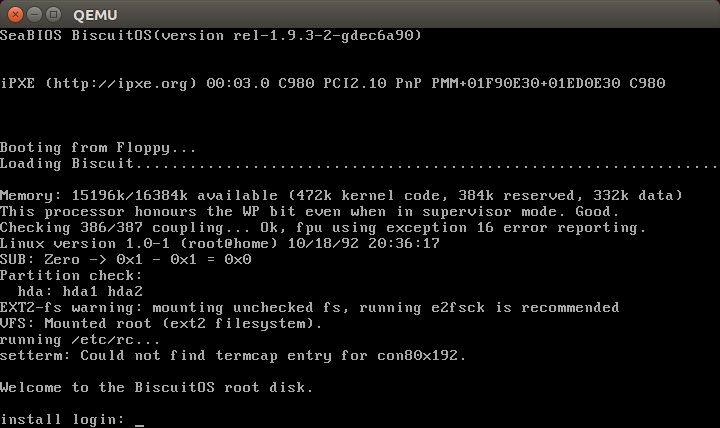 QEMU
SeaBIOS BiscuitOS(version rel-1.9.3-2-gdec6a90)
iPXE (http://ipxe.org) 00:03.0 C980 PCI2.10 PnP PMM+01F90E30+01ED0E30 C980
Booting from Floppy...
Loading Biscuit.................................................................
Memory: 15196k/16384k available (472k kernel code, 384k reserved, 332k data)
This processor honours the WP bit even when in supervisor mode. Good.
Checking 386/387 coupling... Ok, fpu using exception 16 error reporting.
Linux version 1.0-1 (root@home) 10/18/92 20:36:17
SUB: Zero -> 0x1 - 0x1 = 0x0
Partition check:
  hda: hda1 hda2
EXT2-fs warning: mounting unchecked fs, running e2fsck is recommended
VFS: Mounted root (ext2 filesystem).
running /etc/rc...
setterm: Could not find termcap entry for con80x192.
Welcome to the BiscuitOS root disk.
install login: _